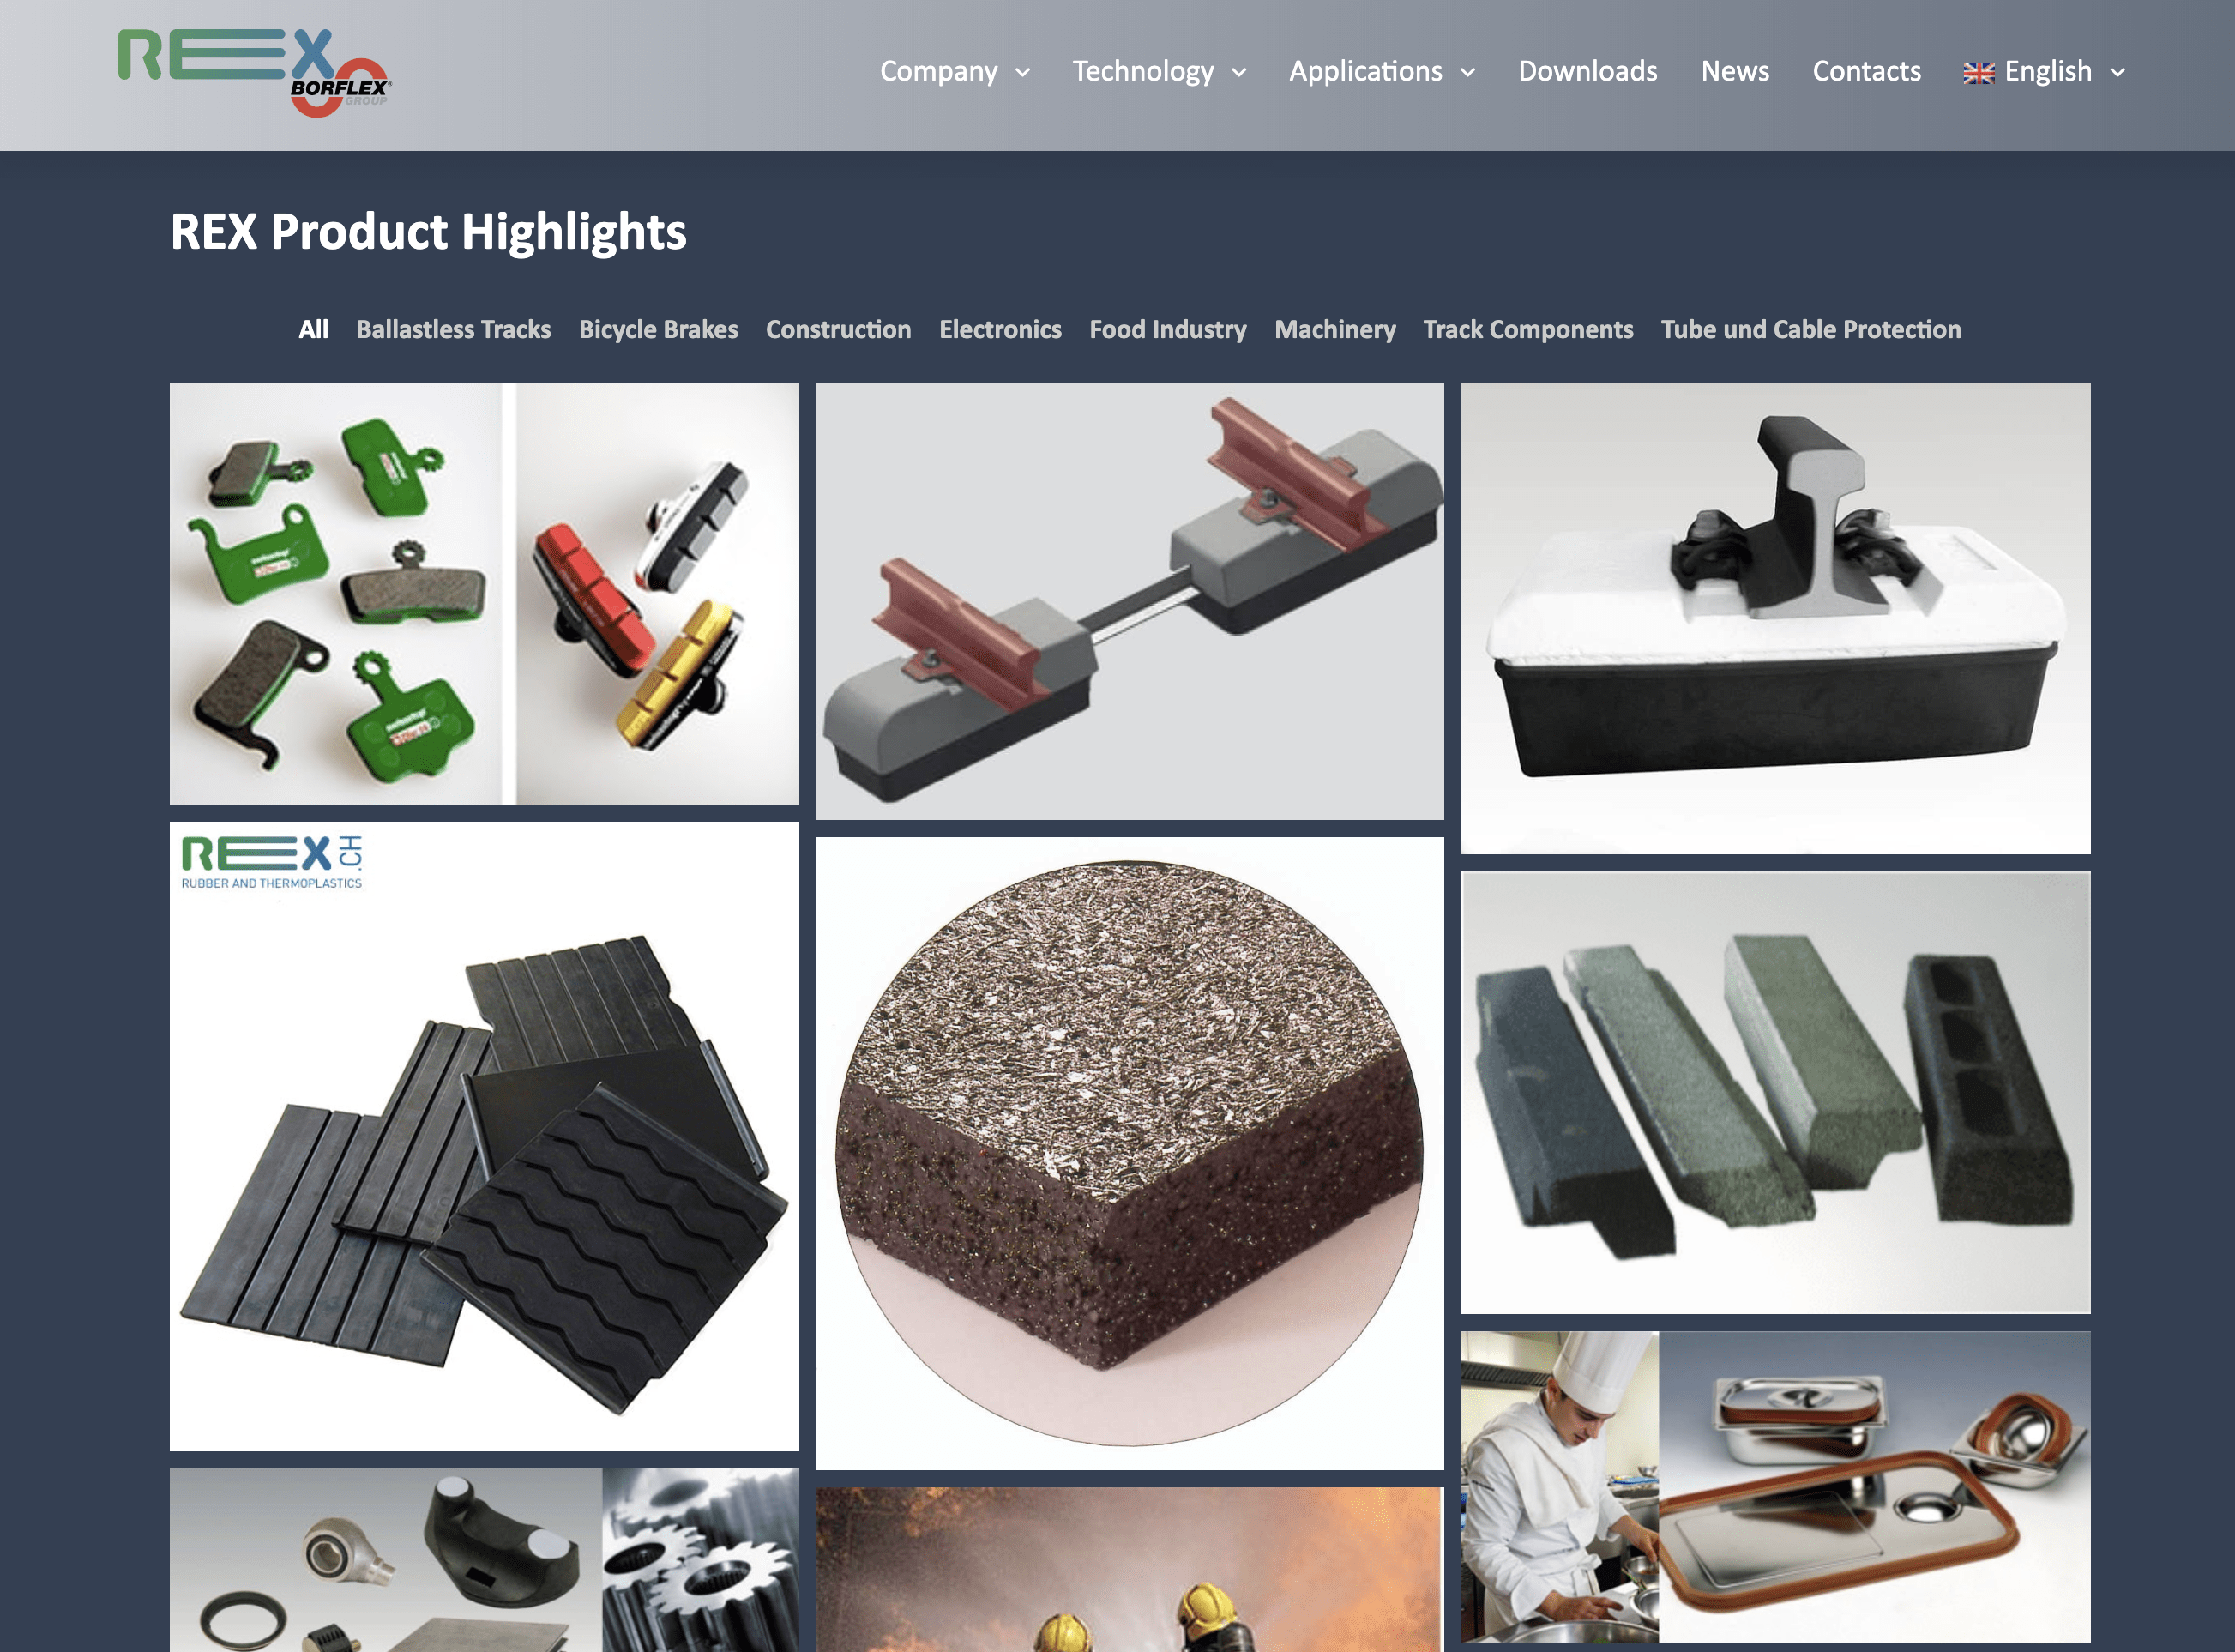 REX
BORFLEX®
GROUP
Company
Technology
Applications
Downloads
News
Contacts
English
REX Product Highlights
All
Ballastless Tracks
Bicycle Brakes
Construction
Electronics
Food Industry
Machinery
Track Components
Tube und Cable Protection
REX.CH
RUBBER AND THERMOPLASTICS